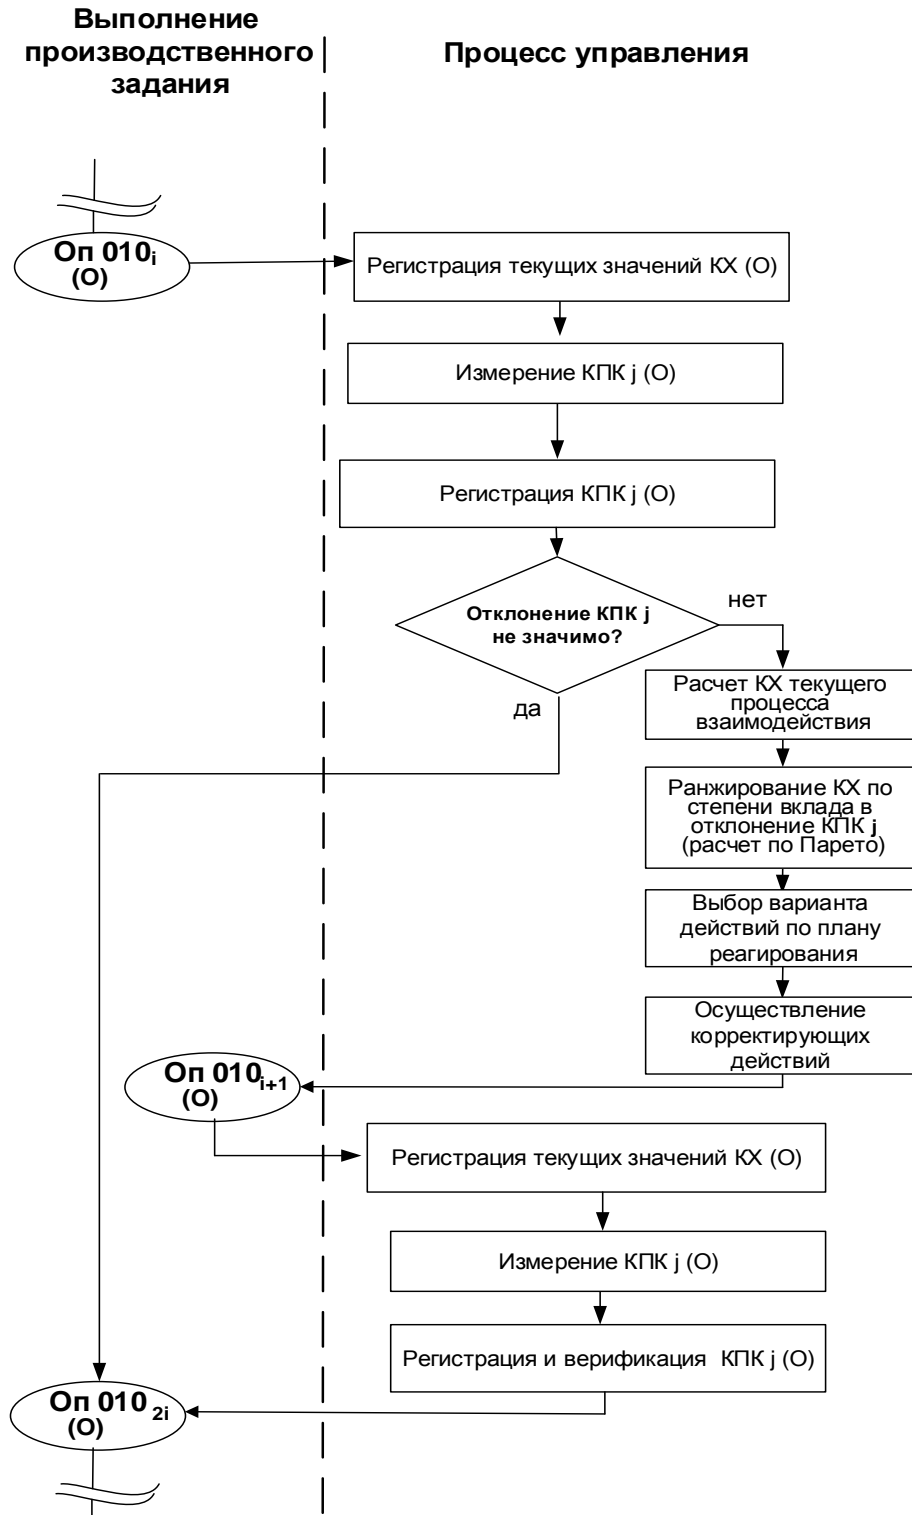 Выполнение
производственного
задания
Процесс управления
Оп 010i
(О)
Регистрация текущих значений КХ (О)
Измерение КПК j (О)
Регистрация КПК j (О)
Отклонение КПК j
не значимо?
нет
да
Расчет КХ текущего
процесса
взаимодействия
Ранжирование КХ по
степени вклада в
отклонение КПК j
(расчет по Парето)
Выбор варианта
действий по плану
реагирования
Осуществление
корректирующих
действий
Оп 010i+1
(О)
Регистрация текущих значений КХ (О)
Измерение КПК j (О)
Регистрация и верификация КПК j (О)
Оп 010 2i
(О)